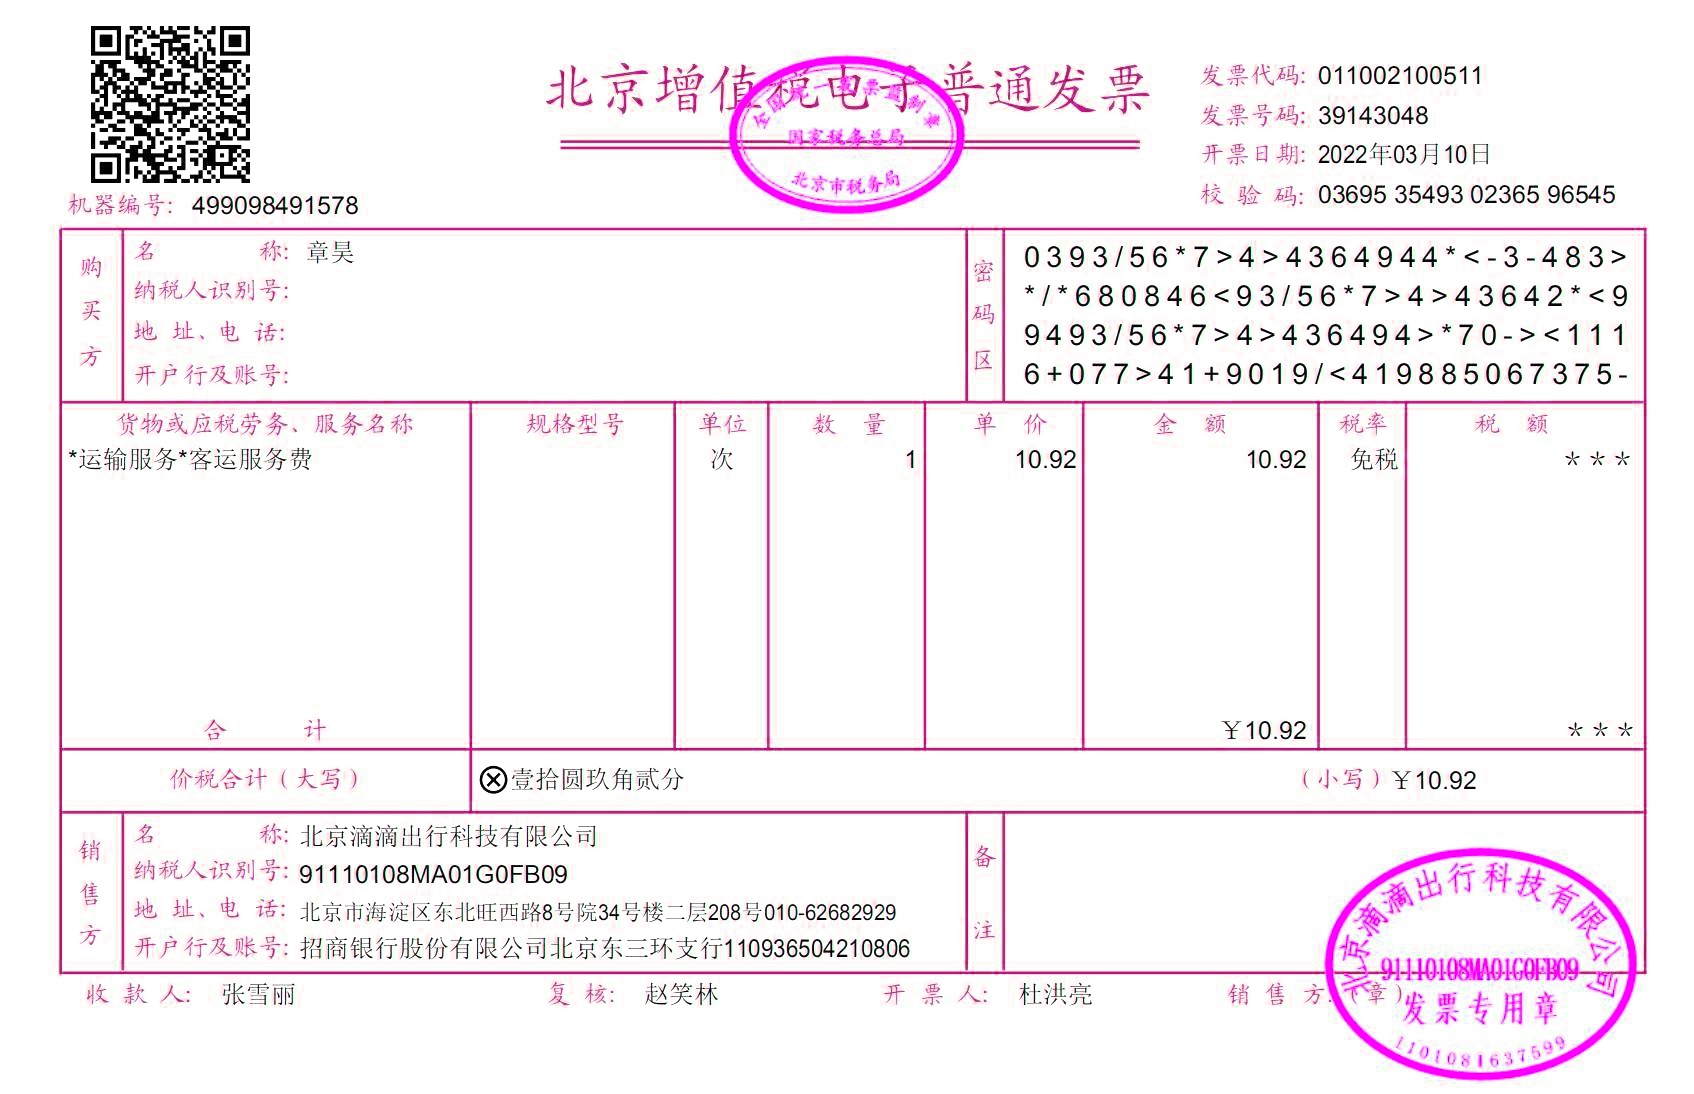 北京增值税电子普通发票
全国统一发票监制章
国家税务总局
北京市税务局
发票代码: 011002100511
发票号码: 39143048
开票日期: 2022年03月10日
校 验 码: 03695 35493 02365 96545
机器编号: 499098491578
购买方
名 称: 章昊
纳税人识别号:
地 址、电 话:
开户行及账号:
密码区
0393/56*7>4>4364944*<-3-483>
*/*680846<93/56*7>4>43642*<9
9493/56*7>4>436494>*70-><111
6+077>41+9019/<419885067375-
货物或应税劳务、服务名称 规格型号 单位 数 量 单 价 金 额 税率 税 额
*运输服务*客运服务费 次 1 10.92 10.92 免税 ***
合 计 ￥10.92 ***
价税合计（大写） ⊗壹拾圆玖角贰分 （小写）￥10.92
销售方
名 称: 北京滴滴出行科技有限公司
纳税人识别号: 91110108MA01G0FB09
地 址、电 话: 北京市海淀区东北旺西路8号院34号楼二层208号010-62682929
开户行及账号: 招商银行股份有限公司北京东三环支行110936504210806
备注
收 款 人: 张雪丽 复 核: 赵笑林 开 票 人: 杜洪亮 销 售 方:（章）
北京滴滴出行科技有限公司
91110108MA01G0FB09
发票专用章
1101081637599